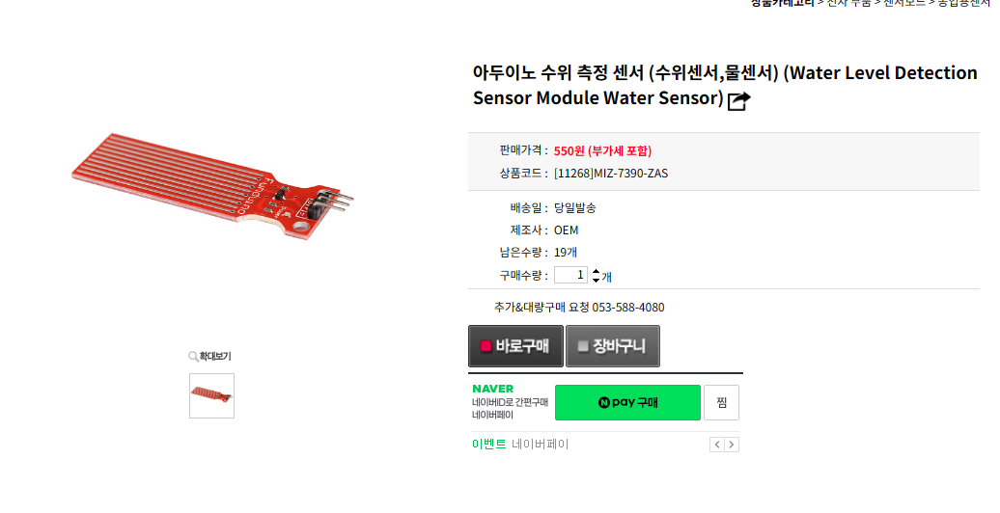 상품카테고리 > 전자 부품 > 센서모드 > 공업용센서
아두이노 수위 측정 센서 (수위센서,물센서) (Water Level Detection
Sensor Module Water Sensor)
판매가격 : 550원 (부가세 포함)
상품코드 : [11268]MIZ-7390-ZAS
배송일 : 당일발송
제조사 : OEM
남은수량 : 19개
구매수량 : 1 개
추가&대량구매 요청 053-588-4080
바로구매 장바구니
확대보기
NAVER
네이버ID로 간편구매
네이버페이
N pay 구매 찜
이벤트 네이버페이